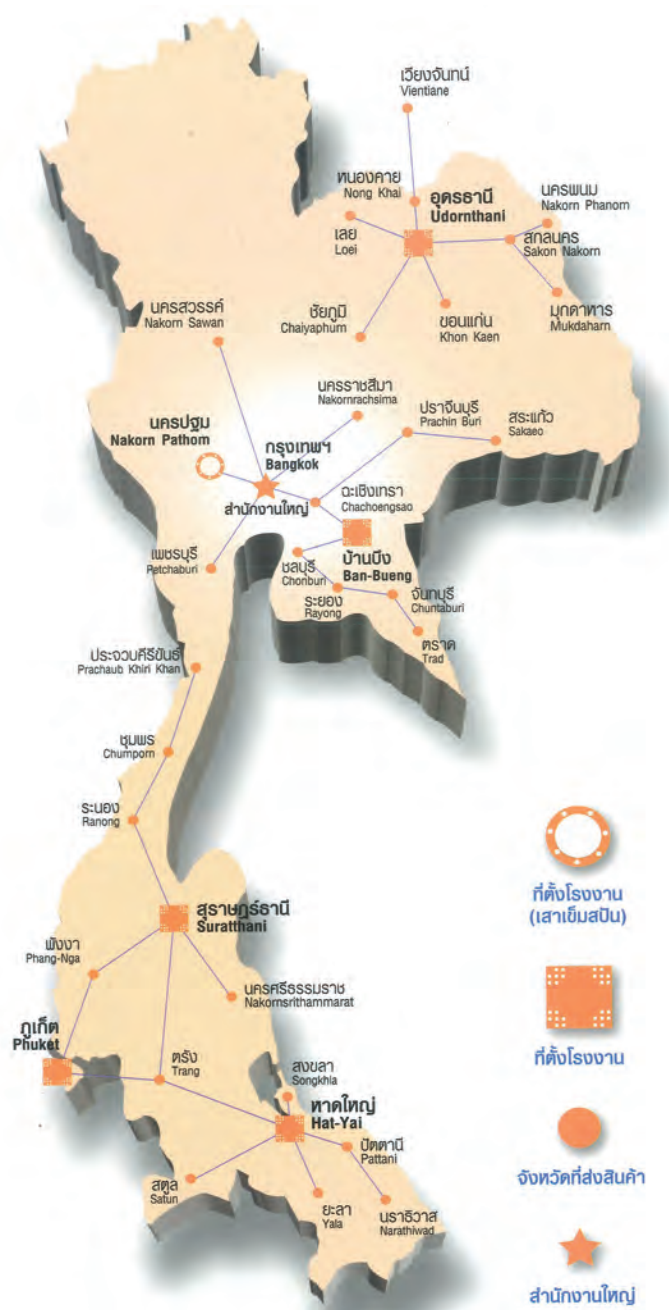 เวียงจันทน์
Vientiane
หนองคาย
Nong Khai
อุดรธานี
Udornthani
นครพนม
Nakorn Phanom
เลย
Loei
สกลนคร
Sakon Nakorn
นครสวรรค์
Nakorn Sawan
ชัยภูมิ
Chaiyaphum
ขอนแก่น
Khon Kaen
มุกดาหาร
Mukdaharn
นครราชสีมา
Nakornrachsima
ปราจีนบุรี
Prachin Buri
สระแก้ว
Sakaeo
นครปฐม
Nakorn Pathom
กรุงเทพฯ
Bangkok
สำนักงานใหญ่
ฉะเชิงเทรา
Chachoengsao
เพชรบุรี
Petchaburi
ชลบุรี
Chonburi
บ้านบึง
Ban-Bueng
ระยอง
Rayong
จันทบุรี
Chuntaburi
ตราด
Trad
ประจวบคีรีขันธ์
Prachaub Khiri Khan
ชุมพร
Chumporn
ระนอง
Ranong
สุราษฎร์ธานี
Suratthani
พังงา
Phang-Nga
นครศรีธรรมราช
Nakornsrithammarat
ภูเก็ต
Phuket
ตรัง
Trang
สงขลา
Songkhla
หาดใหญ่
Hat-Yai
ปัตตานี
Pattani
สตูล
Satun
ยะลา
Yala
นราธิวาส
Narathiwad
ที่ตั้งโรงงาน
(เสาเข็มสปัน)
ที่ตั้งโรงงาน
จังหวัดที่ส่งสินค้า
สำนักงานใหญ่